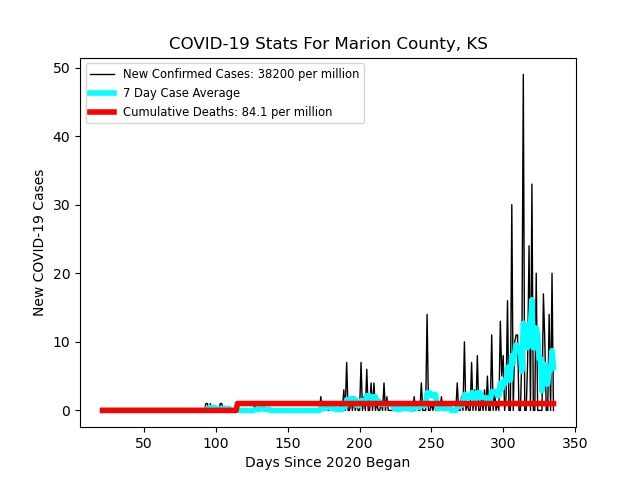 COVID-19 Stats For Marion County, KS
New Confirmed Cases: 38200 per million
7 Day Case Average
Cumulative Deaths: 84.1 per million
New COVID-19 Cases
50
40
30
20
10
0
50 100 150 200 250 300 350
Days Since 2020 Began